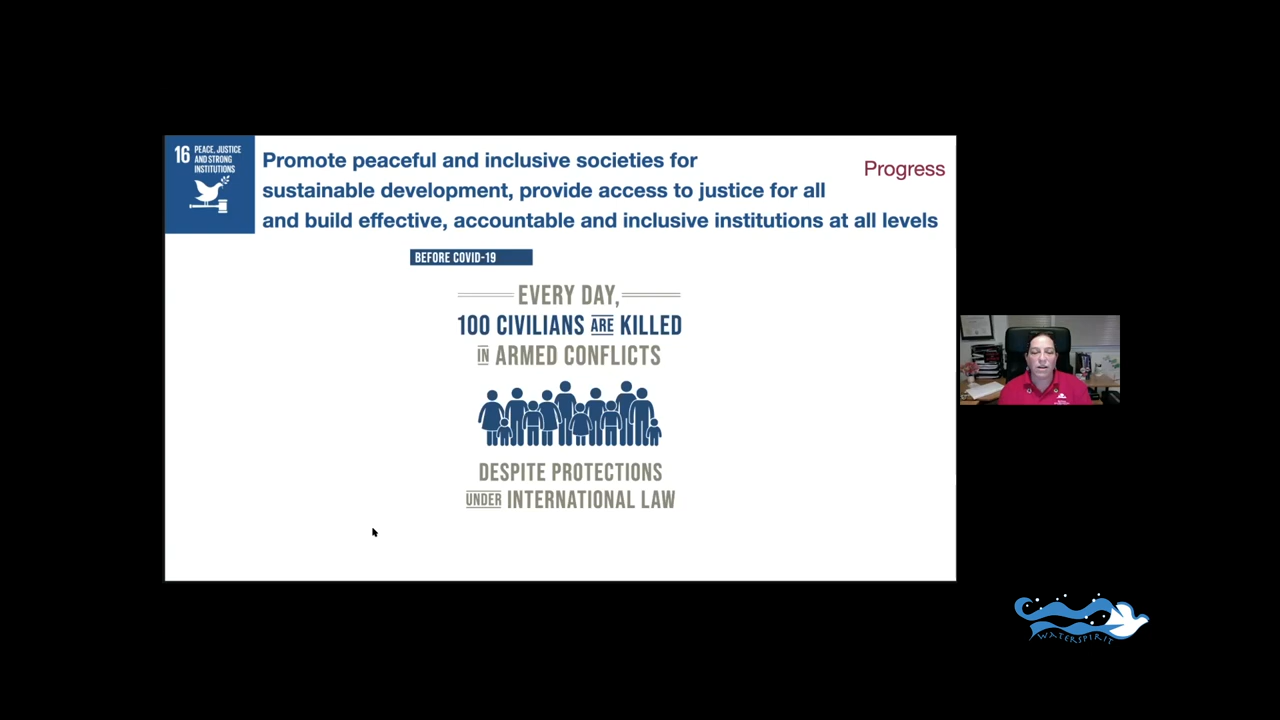 16 PEACE, JUSTICE
AND STRONG
INSTITUTIONS
Promote peaceful and inclusive societies for
sustainable development, provide access to justice for all
and build effective, accountable and inclusive institutions at all levels
Progress
BEFORE COVID-19
EVERY DAY,
100 CIVILIANS ARE KILLED
IN ARMED CONFLICTS
DESPITE PROTECTIONS
UNDER INTERNATIONAL LAW
WATERSPIRIT